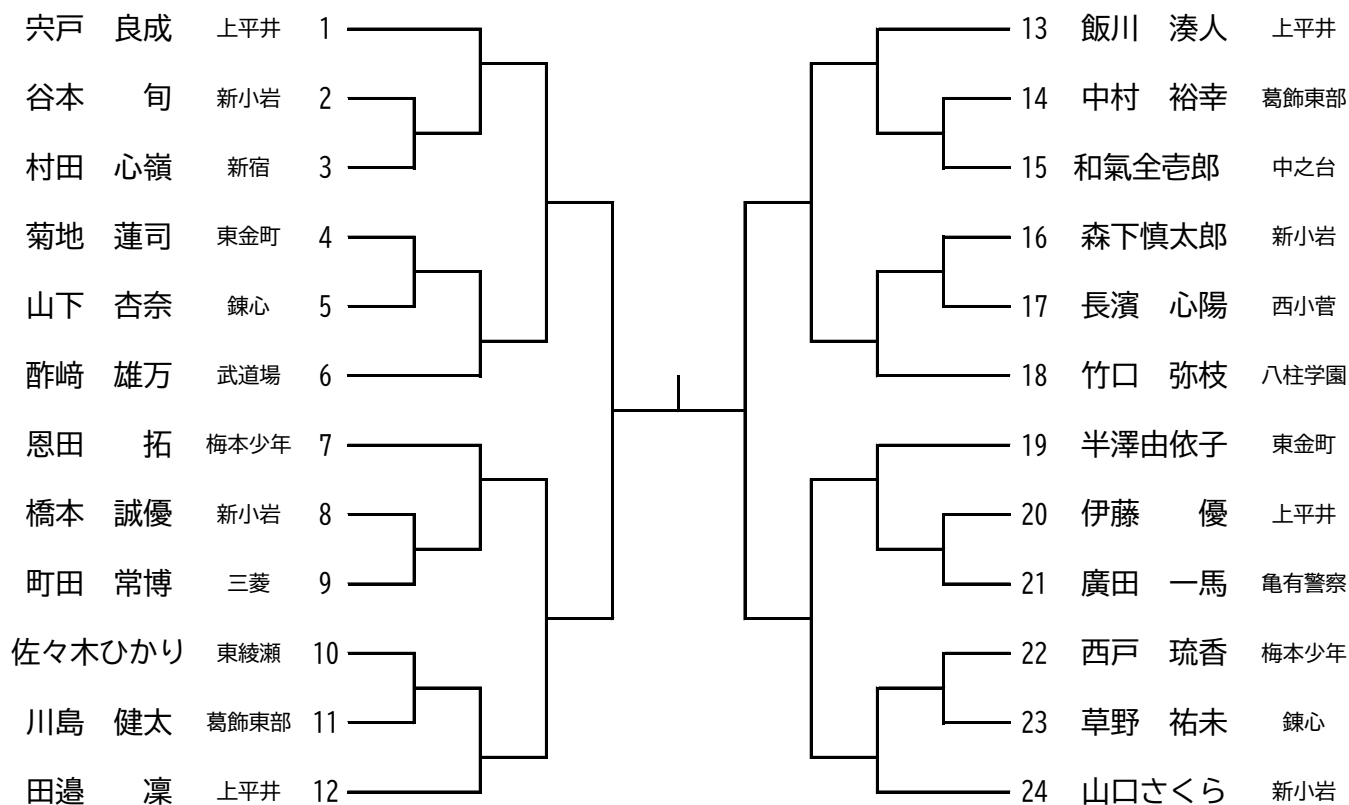 宍戸　良成 上平井 1
谷本　　旬 新小岩 2
村田　心嶺 新宿 3
菊地　蓮司 東金町 4
山下　杏奈 錬心 5
酢﨑　雄万 武道場 6
恩田　　拓 梅本少年 7
橋本　誠優 新小岩 8
町田　常博 三菱 9
佐々木ひかり 東綾瀬 10
川島　健太 葛飾東部 11
田邉　　凜 上平井 12
13 飯川　湊人 上平井
14 中村　裕幸 葛飾東部
15 和氣全壱郎 中之台
16 森下慎太郎 新小岩
17 長濱　心陽 西小菅
18 竹口　弥枝 八柱学園
19 半澤由依子 東金町
20 伊藤　　優 上平井
21 廣田　一馬 亀有警察
22 西戸　琉香 梅本少年
23 草野　祐未 錬心
24 山口さくら 新小岩